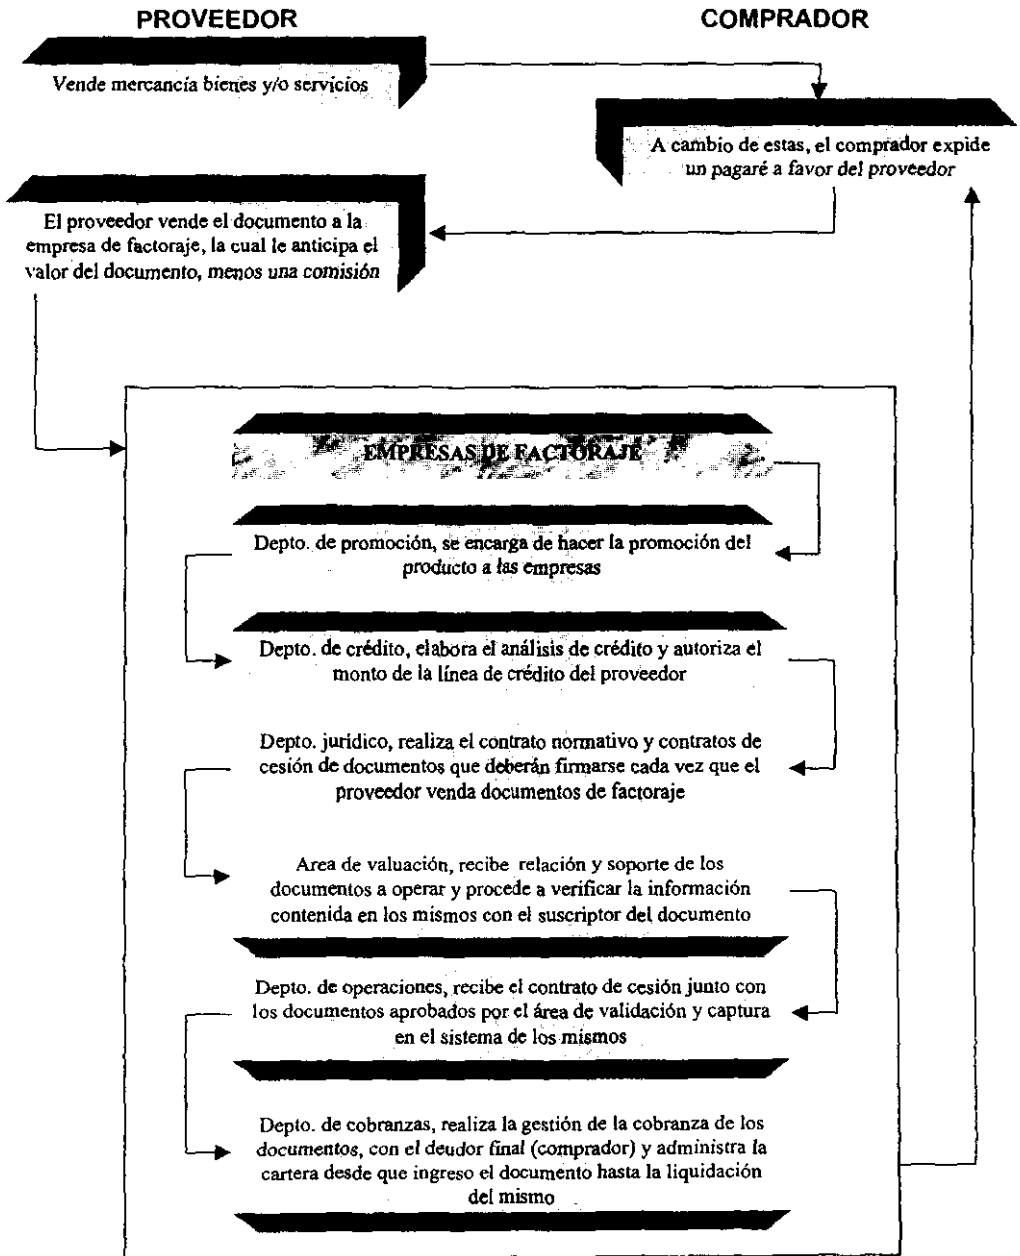 PROVEEDOR
COMPRADOR
Vende mercancía bienes y/o servicios
A cambio de estas, el comprador expide
un pagaré a favor del proveedor
El proveedor vende el documento a la
empresa de factoraje, la cual le anticipa el
valor del documento, menos una comisión
EMPRESAS DE FACTORAJE
Depto. de promoción, se encarga de hacer la promoción del
producto a las empresas
Depto. de crédito, elabora el análisis de crédito y autoriza el
monto de la línea de crédito del proveedor
Depto. jurídico, realiza el contrato normativo y contratos de
cesión de documentos que deberán firmarse cada vez que el
proveedor venda documentos de factoraje
Area de valuación, recibe relación y soporte de los
documentos a operar y procede a verificar la información
contenida en los mismos con el suscriptor del documento
Depto. de operaciones, recibe el contrato de cesión junto con
los documentos aprobados por el área de validación y captura
en el sistema de los mismos
Depto. de cobranzas, realiza la gestión de la cobranza de los
documentos, con el deudor final (comprador) y administra la
cartera desde que ingreso el documento hasta la liquidación
del mismo